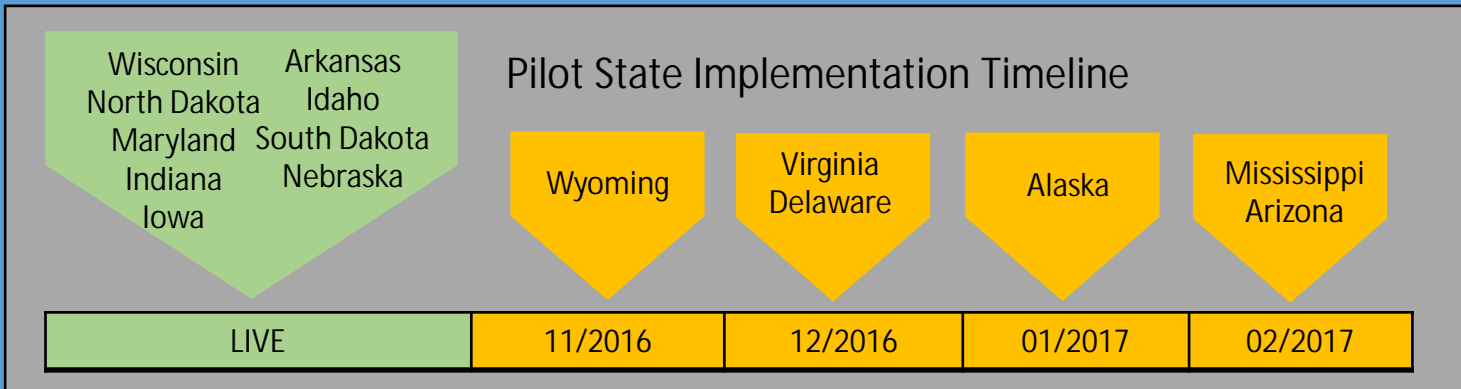 Wisconsin
North Dakota
Maryland
Indiana
Iowa
Arkansas
Idaho
South Dakota
Nebraska
Pilot State Implementation Timeline
Wyoming
Virginia
Delaware
Alaska
Mississippi
Arizona
LIVE
11/2016
12/2016
01/2017
02/2017